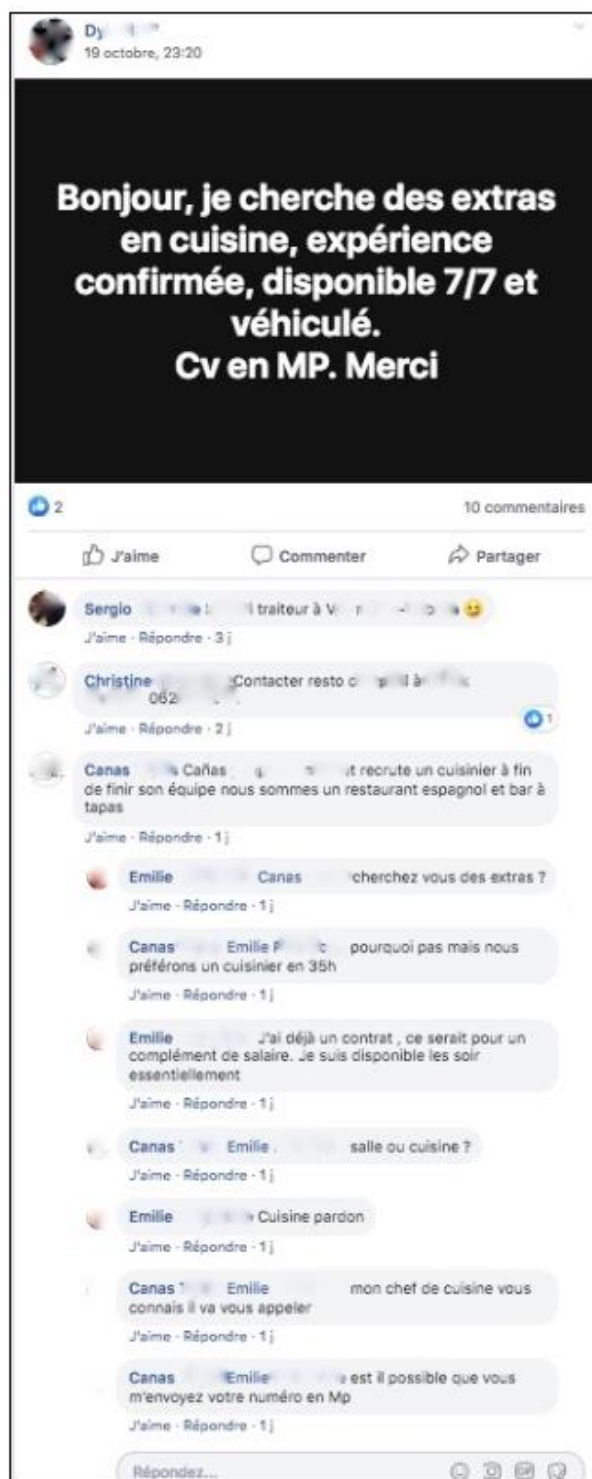 Dy
19 octobre, 23:20
Bonjour, je cherche des extras
en cuisine, expérience
confirmée, disponible 7/7 et
véhiculé.
Cv en MP. Merci
2
10 commentaires
J'aime
Commenter
Partager
Sergio traiteur à V
J'aime · Répondre · 3 j
Christine Contacter resto
062
1
J'aime · Répondre · 2 j
Canas Cañas recrute un cuisinier à fin
de finir son équipe nous sommes un restaurant espagnol et bar à
tapas
J'aime · Répondre · 1 j
Emilie Canas cherchez vous des extras ?
J'aime · Répondre · 1 j
Canas Emilie P pourquoi pas mais nous
préférons un cuisinier en 35h
J'aime · Répondre · 1 j
Emilie J'ai déjà un contrat , ce serait pour un
complément de salaire. Je suis disponible les soir
essentiellement
J'aime · Répondre · 1 j
Canas Emilie salle ou cuisine ?
J'aime · Répondre · 1 j
Emilie Cuisine pardon
J'aime · Répondre · 1 j
Canas Emilie mon chef de cuisine vous
connais il va vous appeler
J'aime · Répondre · 1 j
Canas Emilie est il possible que vous
m'envoyez votre numéro en Mp
J'aime · Répondre · 1 j
Répondez...
GIF